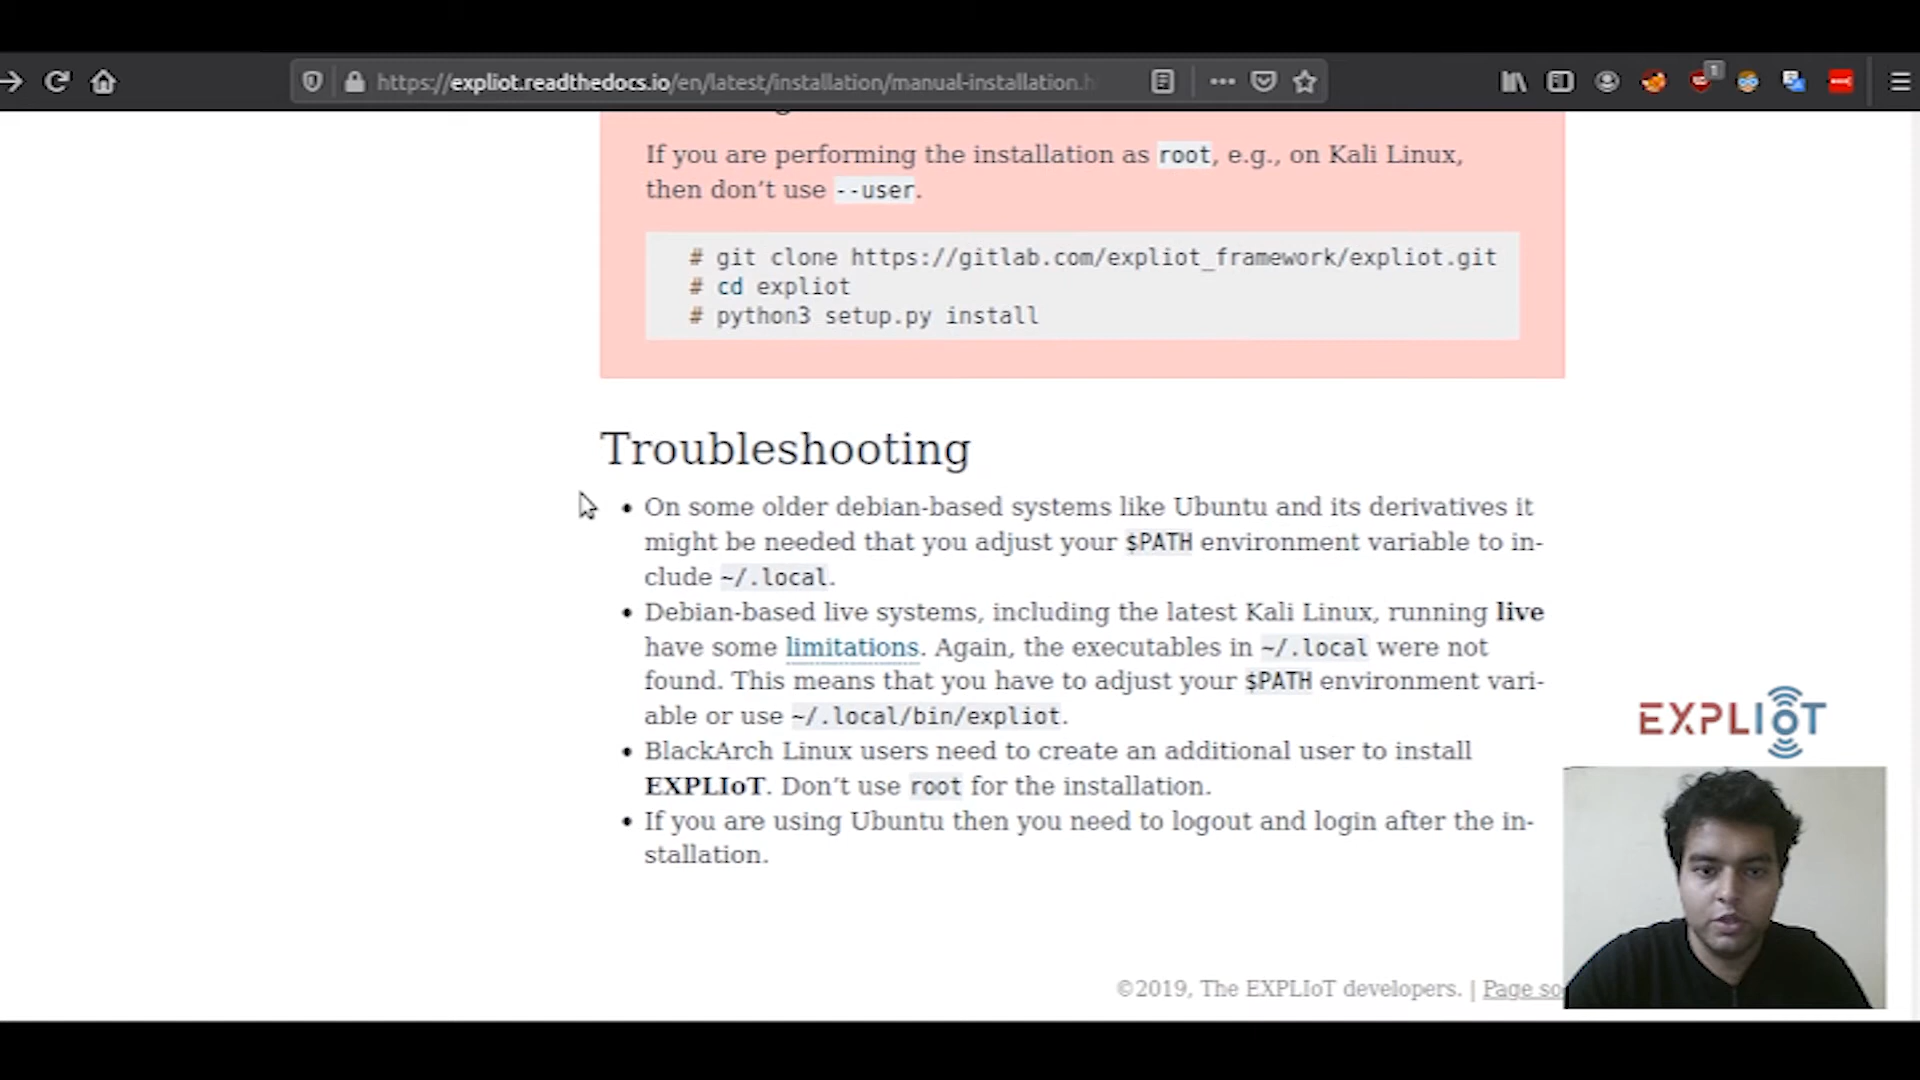 https://expliot.readthedocs.io/en/latest/installation/manual-installation.h
1
If you are performing the installation as root, e.g., on Kali Linux,
then don’t use --user.
# git clone https://gitlab.com/expliot_framework/expliot.git
# cd expliot
# python3 setup.py install
Troubleshooting
• On some older debian-based systems like Ubuntu and its derivatives it
might be needed that you adjust your $PATH environment variable to in-
clude ~/.local.
• Debian-based live systems, including the latest Kali Linux, running live
have some limitations. Again, the executables in ~/.local were not
found. This means that you have to adjust your $PATH environment vari-
able or use ~/.local/bin/expliot.
EXPLIoT
• BlackArch Linux users need to create an additional user to install
EXPLIoT. Don’t use root for the installation.
• If you are using Ubuntu then you need to logout and login after the in-
stallation.
©2019, The EXPLIoT developers. | Page so